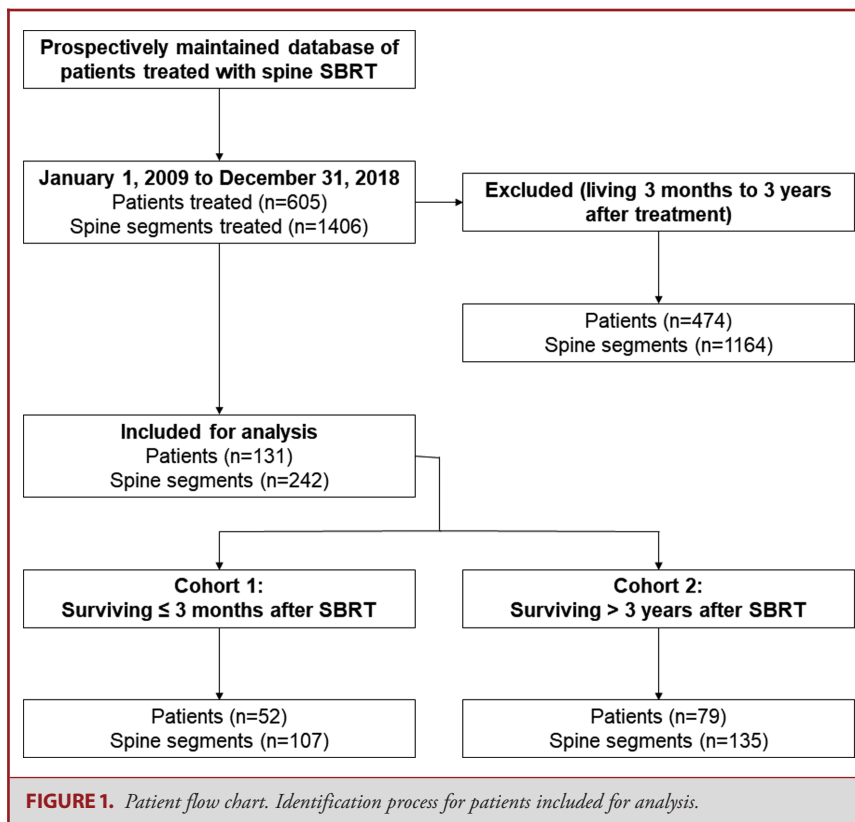 Prospectively maintained database of
patients treated with spine SBRT
January 1, 2009 to December 31, 2018
Patients treated (n=605)
Spine segments treated (n=1406)
Excluded (living 3 months to 3 years
after treatment)
Patients (n=474)
Spine segments (n=1164)
Included for analysis
Patients (n=131)
Spine segments (n=242)
Cohort 1:
Surviving ≤ 3 months after SBRT
Cohort 2:
Surviving > 3 years after SBRT
Patients (n=52)
Spine segments (n=107)
Patients (n=79)
Spine segments (n=135)
FIGURE 1. Patient flow chart. Identification process for patients included for analysis.